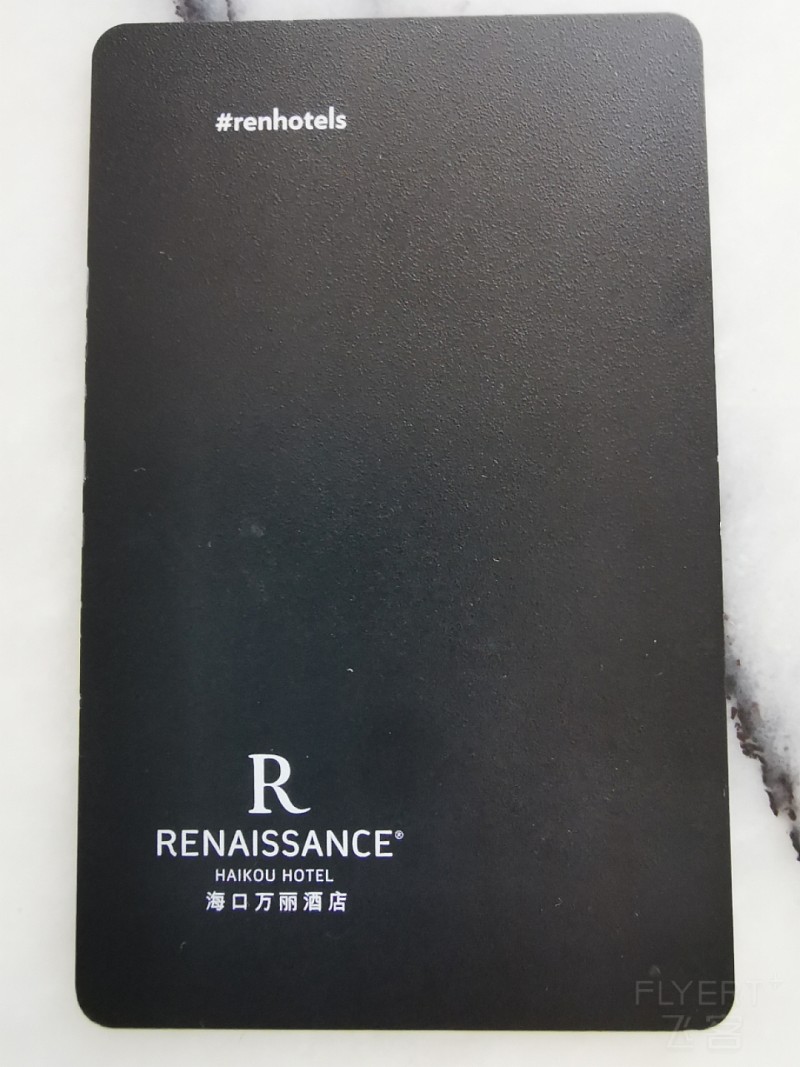 #renhotels
R
RENAISSANCE®
HAIKOU HOTEL
海口万丽酒店
FLYERT
飞客